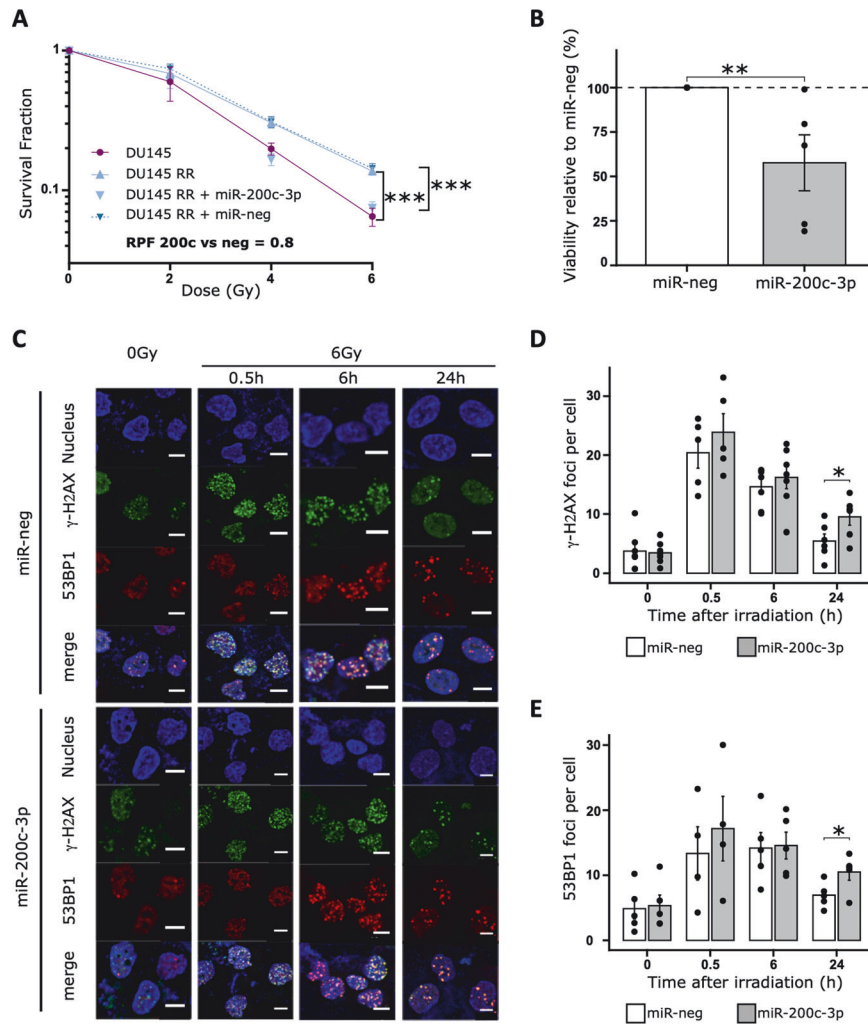 A
Survival Fraction
1
0.1
0
2
4
6
Dose (Gy)
DU145
DU145 RR
DU145 RR + miR-200c-3p
DU145 RR + miR-neg
RPF 200c vs neg = 0.8
***
***
B
Viability relative to miR-neg (%)
100
75
50
25
0
**
miR-neg
miR-200c-3p
C
0Gy
6Gy
0.5h
6h
24h
miR-neg
Nucleus
γ-H2AX
53BP1
merge
miR-200c-3p
Nucleus
γ-H2AX
53BP1
merge
D
γ-H2AX foci per cell
30
20
10
0
*
0
0.5
6
24
Time after irradiation (h)
miR-neg
miR-200c-3p
E
53BP1 foci per cell
30
20
10
0
*
0
0.5
6
24
Time after irradiation (h)
miR-neg
miR-200c-3p